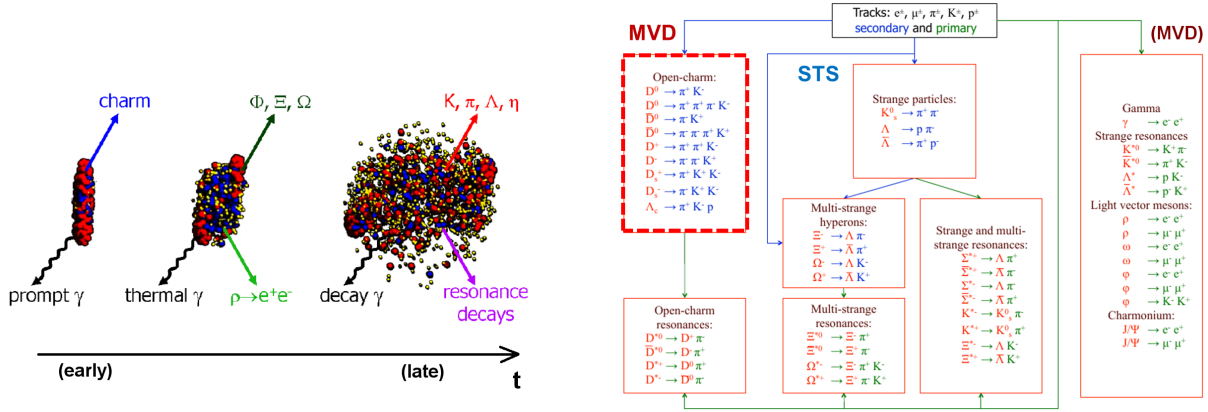 charm
Φ, Ξ, Ω
K, π, Λ, η
prompt γ
thermal γ
ρ→e⁺e⁻
decay γ
resonance
decays
(early)
(late)
t
Tracks: e±, μ±, π±, K±, p±
secondary and primary
MVD
STS
(MVD)
Open-charm:
D⁰ → π⁺ K⁻
D⁰ → π⁺ π⁺ π⁻ K⁻
D̄⁰ → π⁻ K⁺
D̄⁰ → π⁻ π⁻ π⁺ K⁺
D⁺ → π⁺ π⁺ K⁻
D⁻ → π⁻ π⁻ K⁺
Dₛ⁺ → π⁺ K⁺ K⁻
Dₛ⁻ → π⁻ K⁺ K⁻
Λc → π⁺ K⁻ p
Strange particles:
K⁰ₛ → π⁺ π⁻
Λ → p π⁻
Λ̄ → π⁺ p⁻
Multi-strange
hyperons:
Ξ⁻ → Λ π⁻
Ξ⁺ → Λ̄ π⁺
Ω⁻ → Λ K⁻
Ω⁺ → Λ̄ K⁺
Strange and multi-
strange resonances:
Σ*⁺ → Λ π⁺
Σ̄*⁺ → Λ̄ π⁻
Σ*⁻ → Λ π⁻
Σ̄*⁻ → Λ̄ π⁺
K*⁻ → K⁰ₛ π⁻
K*⁺ → K⁰ₛ π⁺
Ξ*⁻ → Λ K⁻
Ξ*⁺ → Λ̄ K⁺
Open-charm
resonances:
D*⁰ → D⁺ π⁻
D̄*⁰ → D⁻ π⁺
D*⁺ → D⁰ π⁺
D*⁻ → D̄⁰ π⁻
Multi-strange
resonances:
Ξ*⁰ → Ξ⁻ π⁺
Ξ̄*⁰ → Ξ⁺ π⁻
Ω*⁻ → Ξ⁻ π⁺ K⁻
Ω*⁺ → Ξ⁺ π⁻ K⁺
Gamma
γ → e⁻ e⁺
Strange resonances
K*⁰ → K⁺ π⁻
K̄*⁰ → π⁺ K⁻
Λ* → p K⁻
Λ̄* → p⁻ K⁺
Light vector mesons:
ρ → e⁻ e⁺
ρ → μ⁻ μ⁺
ω → e⁻ e⁺
ω → μ⁻ μ⁺
φ → e⁻ e⁺
φ → μ⁻ μ⁺
φ → K⁻ K⁺
Charmonium:
J/Ψ → e⁻ e⁺
J/Ψ → μ⁻ μ⁺